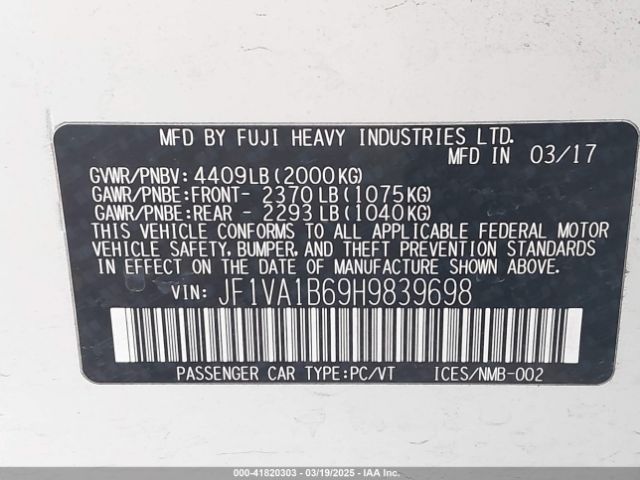 MFD BY FUJI HEAVY INDUSTRIES LTD.
MFD IN 03/17
GVWR/PNBV: 4409LB (2000KG)
GAWR/PNBE:FRONT- 2370 LB (1075KG)
GAWR/PNBE:REAR - 2293 LB (1040KG)
THIS VEHICLE CONFORMS TO ALL APPLICABLE FEDERAL MOTOR
VEHICLE SAFETY, BUMPER, AND THEFT PREVENTION STANDARDS
IN EFFECT ON THE DATE OF MANUFACTURE SHOWN ABOVE.
VIN: JF1VA1B69H9839698
PASSENGER CAR TYPE:PC/VT ICES/NMB-002
000-41820303 - 03/19/2025 - IAA Inc. (IAA)